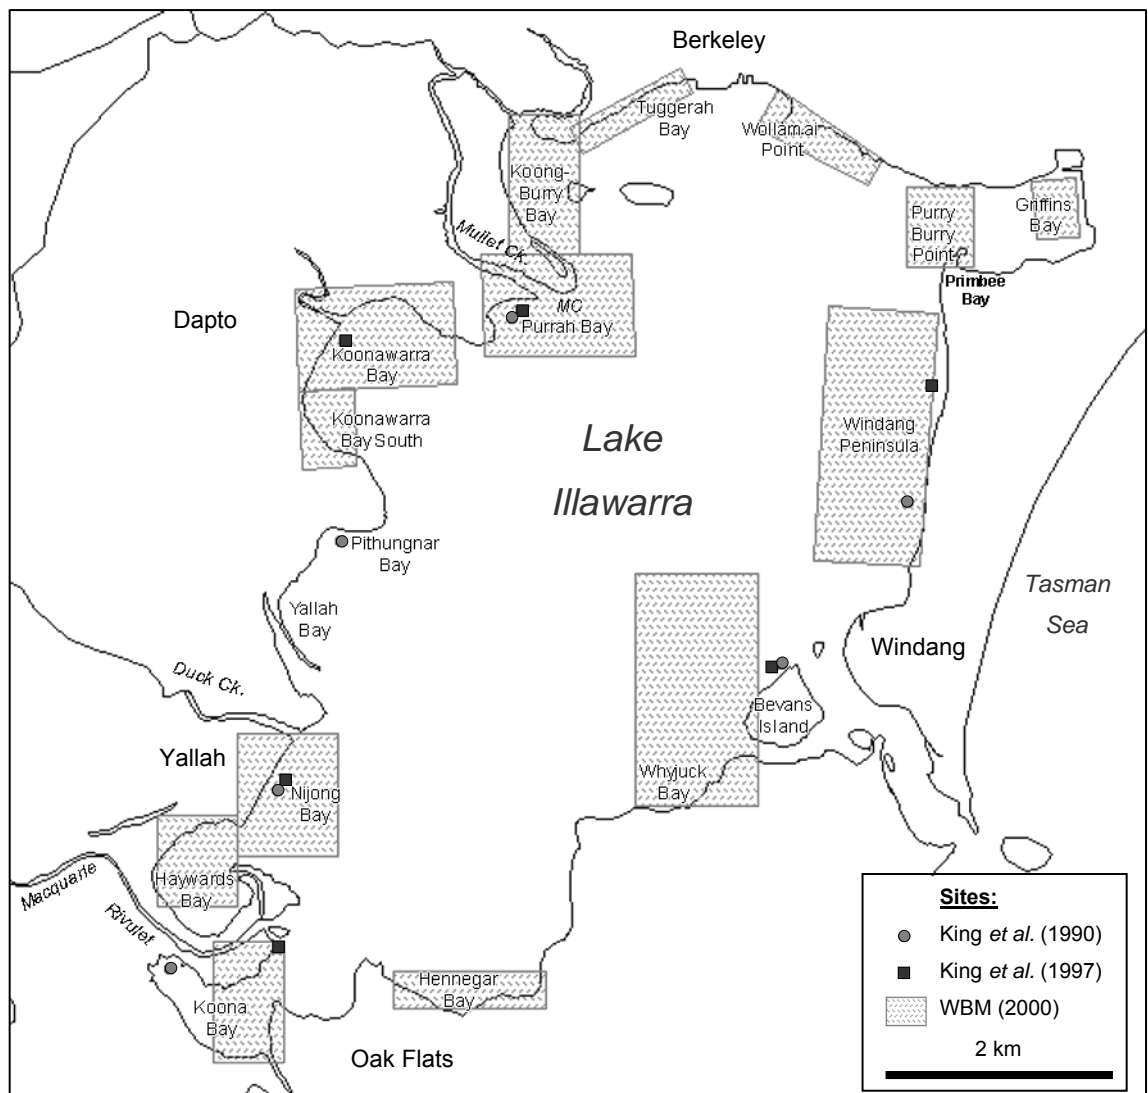 Berkeley
Tuggerah
Bay
Wollamai
Point
Koong-
Burry
Bay
Purry
Burry
Point
Griffins
Bay
Primbee
Bay
Mullet Ck.
MC
Purrah Bay
Dapto
Koonawarra
Bay
Koonawarra
Bay South
Windang
Peninsula
Lake
Illawarra
Pithungnar
Bay
Yallah
Bay
Tasman
Sea
Windang
Duck Ck.
Bevans
Island
Yallah
Whyjuck
Bay
Nijong
Bay
Macquarie
Rivulet
Haywards
Bay
Hennegar
Bay
Koona
Bay
Oak Flats
Sites:
King et al. (1990)
King et al. (1997)
WBM (2000)
2 km